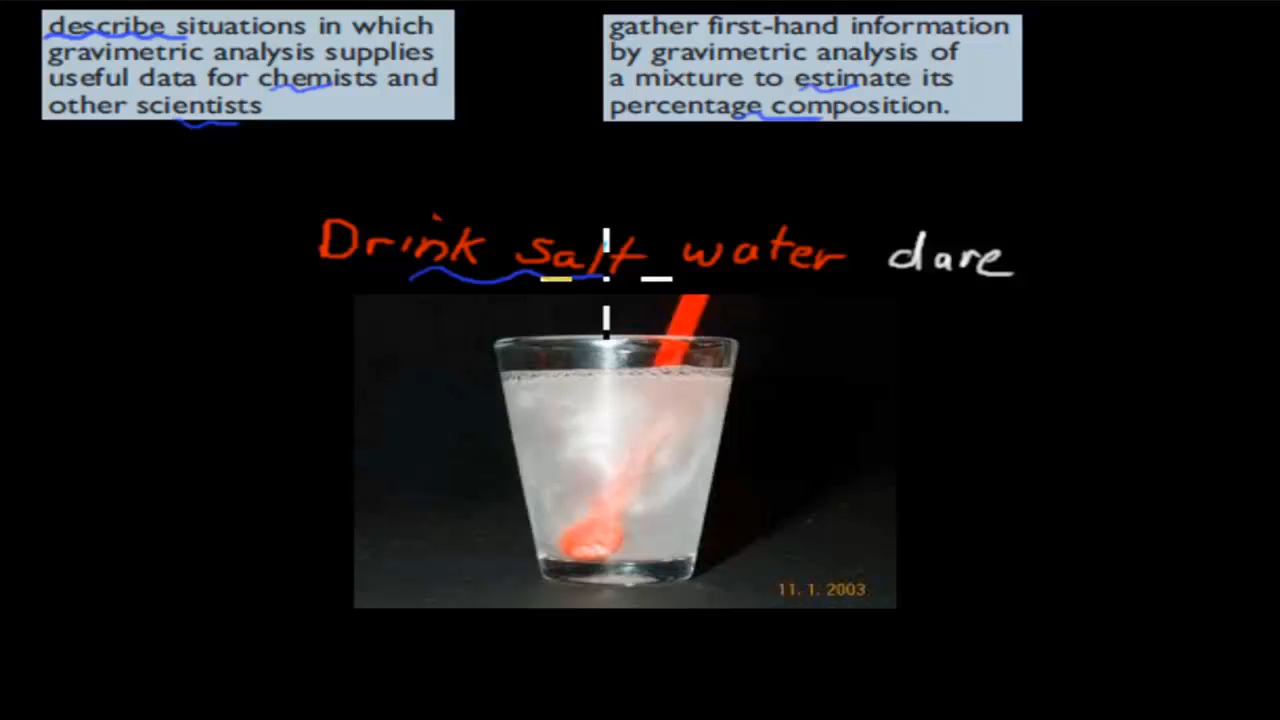 describe situations in which
gravimetric analysis supplies
useful data for chemists and
other scientists
gather first-hand information
by gravimetric analysis of
a mixture to estimate its
percentage composition.
Drink salt water dare
11. 1. 2003